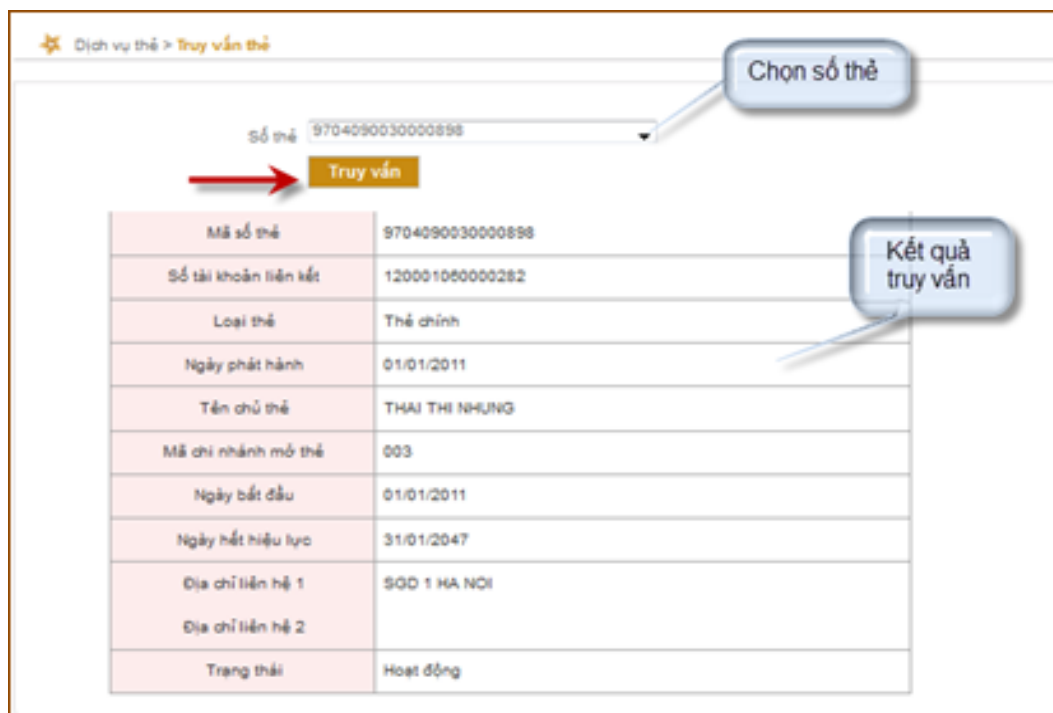 Dịch vụ thẻ > Truy vấn thẻ
Chọn số thẻ
Số thẻ 9704090030000898
Truy vấn
Mã số thẻ 9704090030000898
Kết quả
truy vấn
Số tài khoản liên kết 120001060000282
Loại thẻ Thẻ chính
Ngày phát hành 01/01/2011
Tên chủ thẻ THAI THI NHUNG
Mã chi nhánh mở thẻ 003
Ngày bắt đầu 01/01/2011
Ngày hết hiệu lực 31/01/2047
Địa chỉ liên hệ 1 SGD 1 HA NOI
Địa chỉ liên hệ 2
Trạng thái Hoạt động